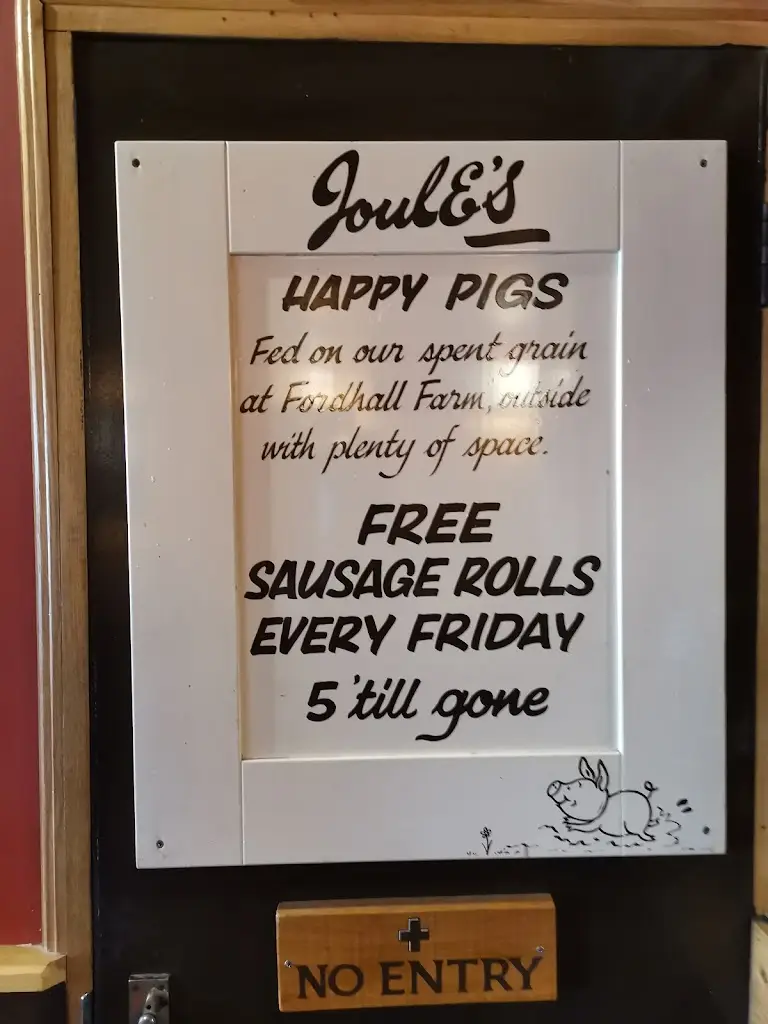 JoulE's
HAPPY PIGS
Fed on our spent grain
at Fordhall Farm, outside
with plenty of space.
FREE
SAUSAGE ROLLS
EVERY FRIDAY
5 'till gone
NO ENTRY